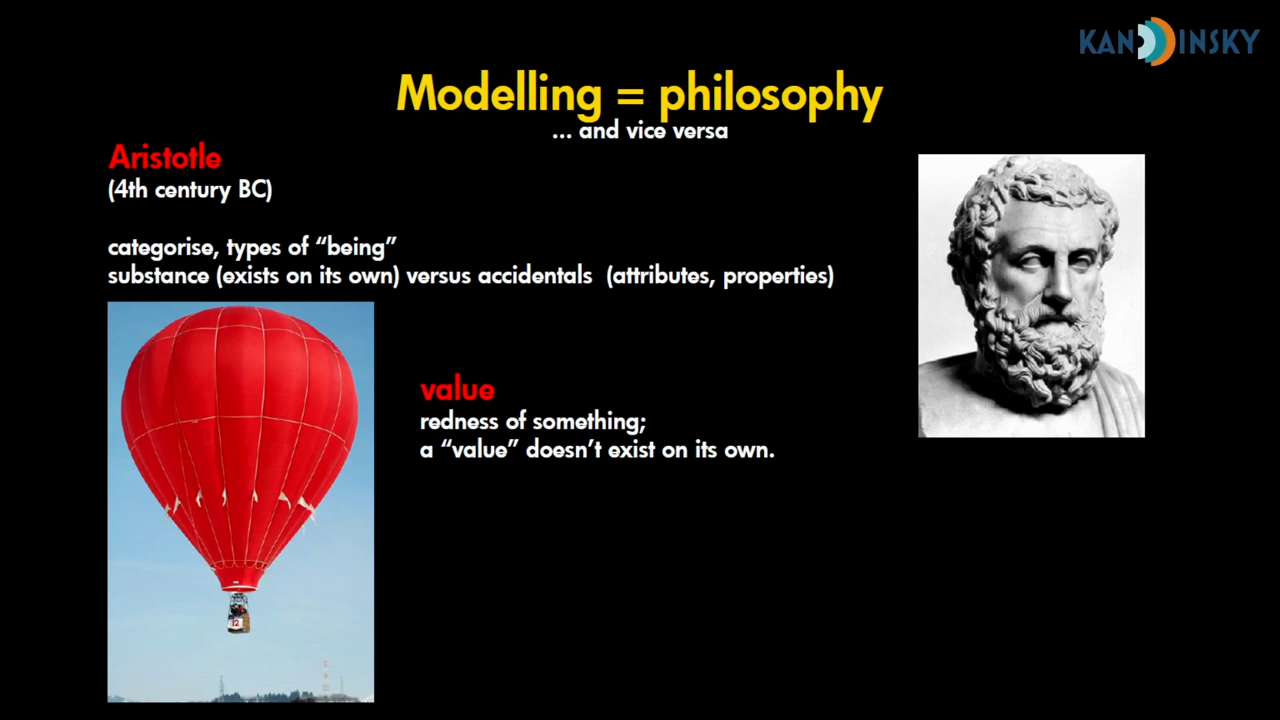 KANDINSKY
Modelling = philosophy
... and vice versa
Aristotle
(4th century BC)
categorise, types of “being”
substance (exists on its own) versus accidentals (attributes, properties)
value
redness of something;
a “value” doesn’t exist on its own.
12